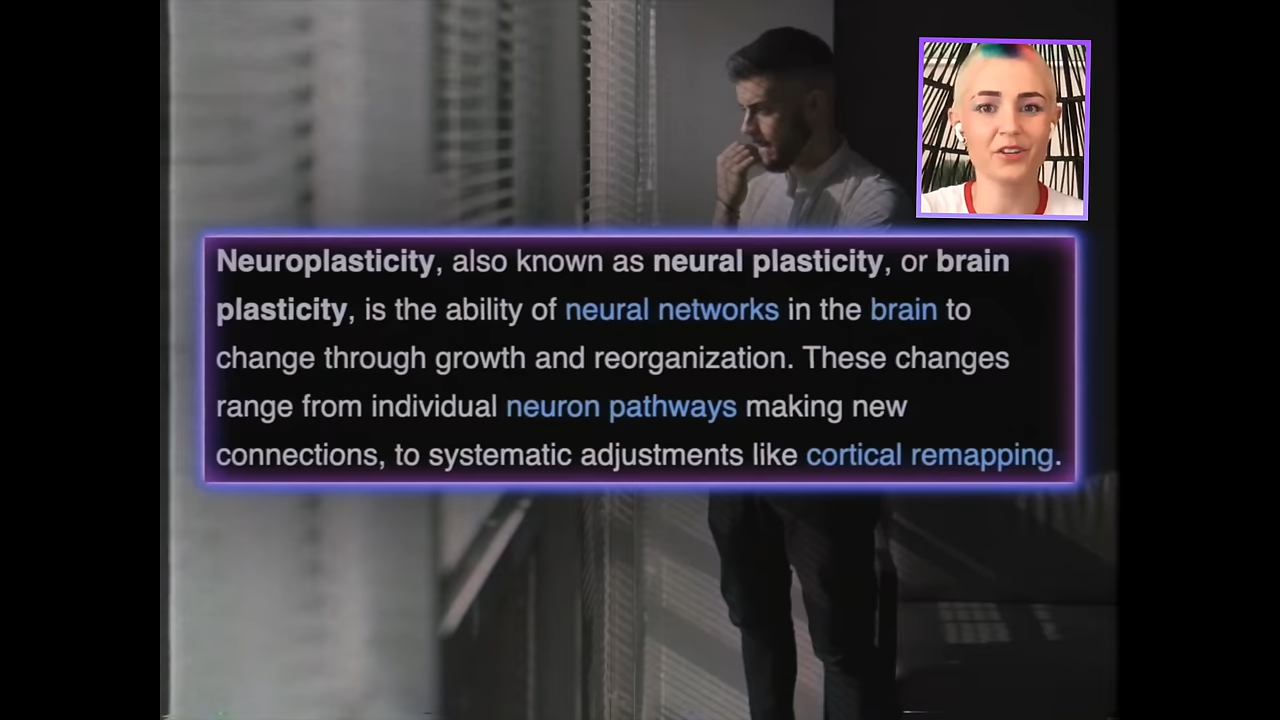 Neuroplasticity, also known as neural plasticity, or brain
plasticity, is the ability of neural networks in the brain to
change through growth and reorganization. These changes
range from individual neuron pathways making new
connections, to systematic adjustments like cortical remapping.